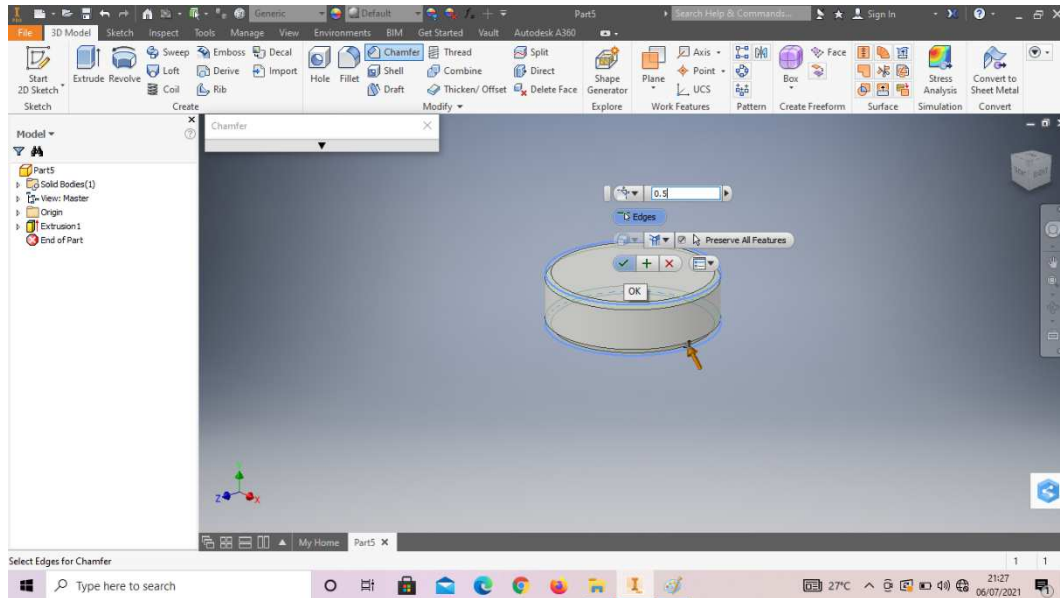 Generic
Default
Part5
Search Help & Commands...
Sign In
File 3D Model Sketch Inspect Tools Manage View Environments BIM Get Started Vault Autodesk A360
Start
2D Sketch
Extrude Revolve
Sweep Emboss Decal
Loft Derive Import
Coil Rib
Hole Fillet
Chamfer Thread Split
Shell Combine Direct
Draft Thicken/ Offset Delete Face
Shape
Generator
Plane
Axis
Point
UCS
Box
Face
Stress
Analysis
Convert to
Sheet Metal
Sketch Create Modify Explore Work Features Pattern Create Freeform Surface Simulation Convert
Model
Chamfer
Part5
Solid Bodies(1)
View: Master
Origin
Extrusion1
End of Part
0.5
Edges
Preserve All Features
OK
Z X
My Home Part5
Select Edges for Chamfer
1 1
Type here to search
27°C
21:27
06/07/2021